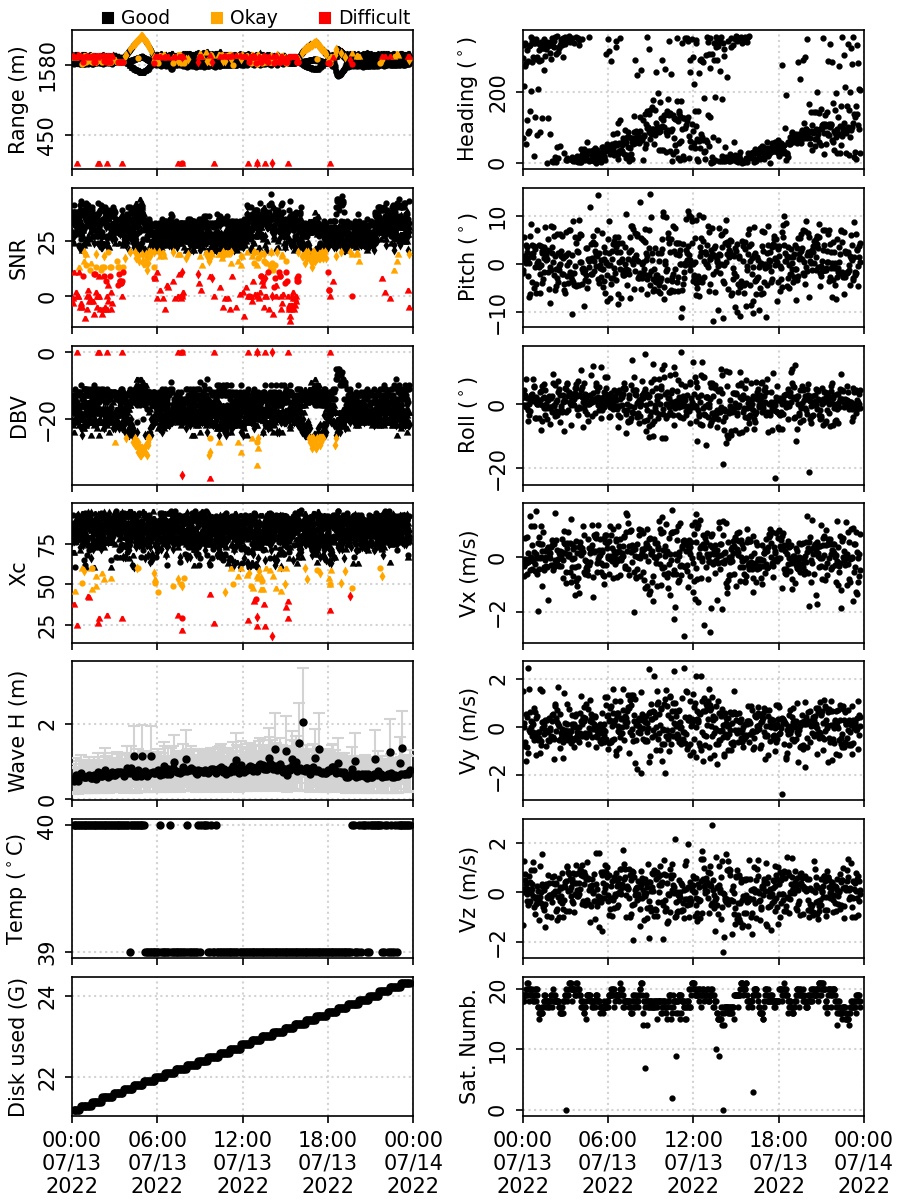 Good Okay Difficult
Range (m)
1580
450
Heading (°)
200
0
SNR
25
0
Pitch (°)
10
0
−10
DBV
0
−20
Roll (°)
0
−20
Xc
75
50
25
Vx (m/s)
0
−2
Wave H (m)
2
0
Vy (m/s)
2
0
−2
Temp (°C)
40
39
Vz (m/s)
2
0
−2
Disk used (G)
24
22
Sat. Numb.
20
10
0
00:00 06:00 12:00 18:00 00:00
07/13 07/13 07/13 07/13 07/14
2022 2022 2022 2022 2022
00:00 06:00 12:00 18:00 00:00
07/13 07/13 07/13 07/13 07/14
2022 2022 2022 2022 2022